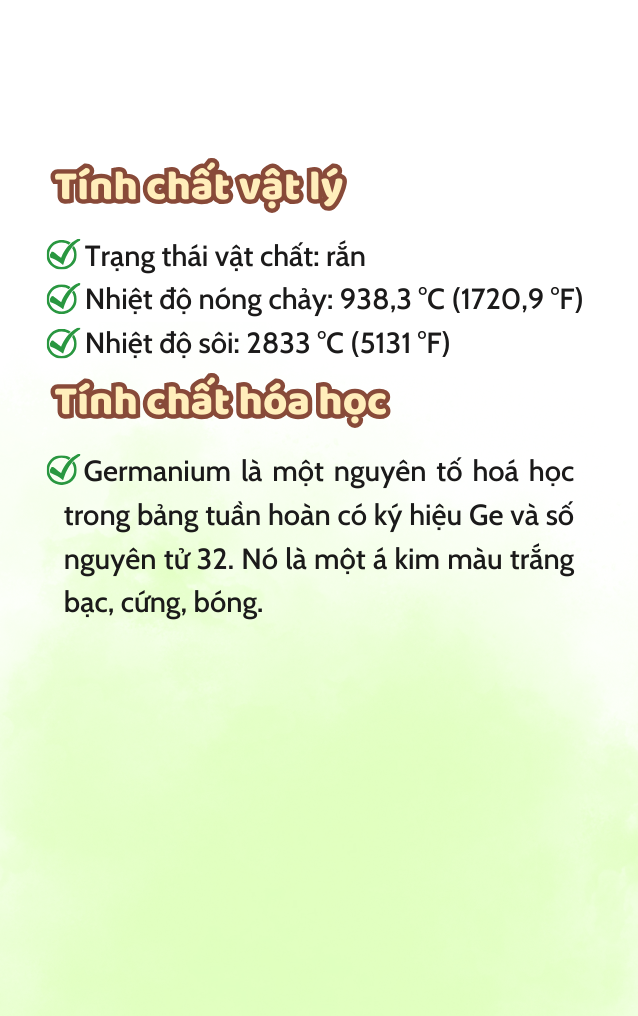 Tính chất vật lý
Trạng thái vật chất: rắn
Nhiệt độ nóng chảy: 938,3 °C (1720,9 °F)
Nhiệt độ sôi: 2833 °C (5131 °F)
Tính chất hóa học
Germanium là một nguyên tố hoá học
trong bảng tuần hoàn có ký hiệu Ge và số
nguyên tử 32. Nó là một á kim màu trắng
bạc, cứng, bóng.